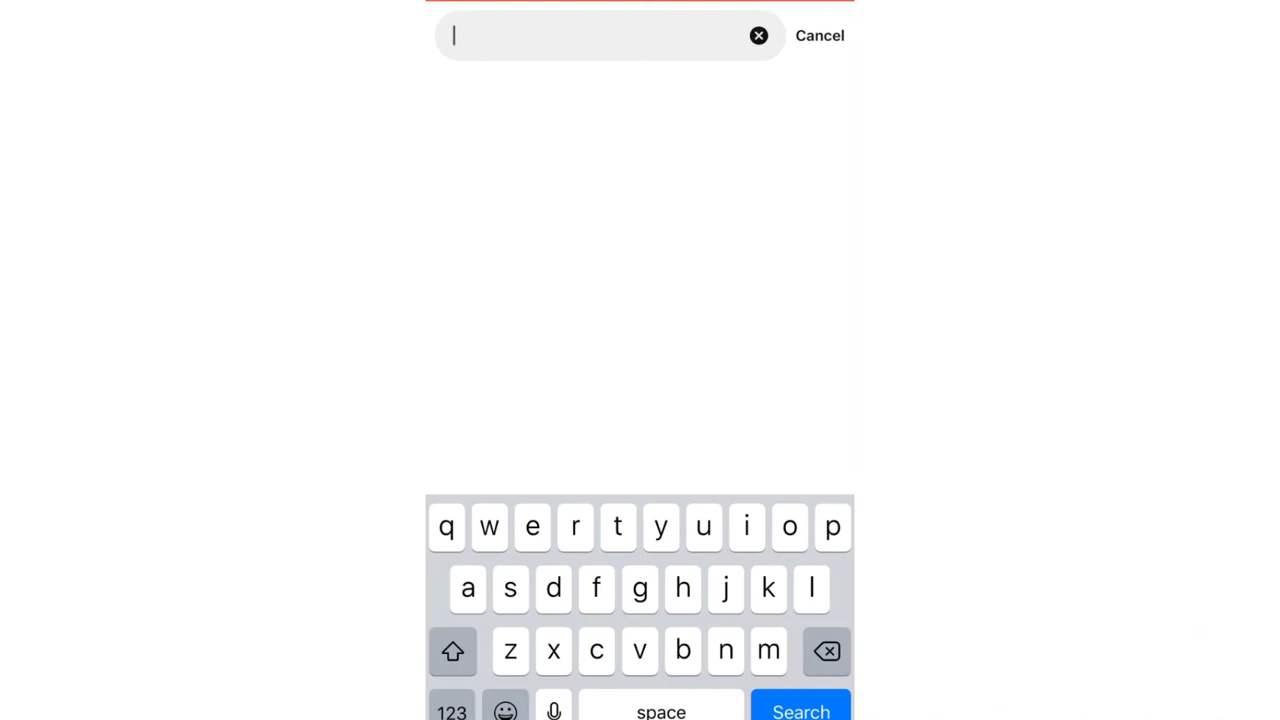 Cancel
q w e r t y u i o p
a s d f g h j k l
z x c v b n m
123 space Search